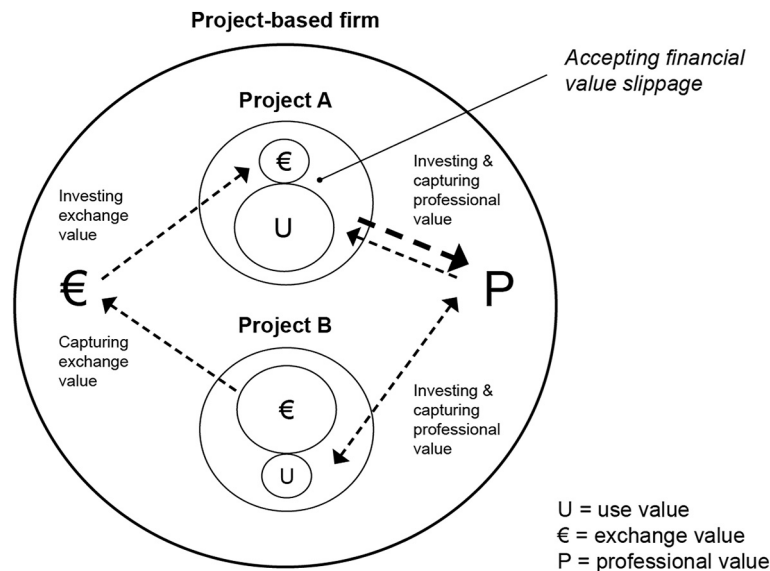 Project-based firm
Accepting financial
value slippage
Project A
€
U
Investing &
capturing
professional
value
Investing
exchange
value
€
P
Project B
Capturing
exchange
value
€
U
Investing &
capturing
professional
value
U = use value
€ = exchange value
P = professional value